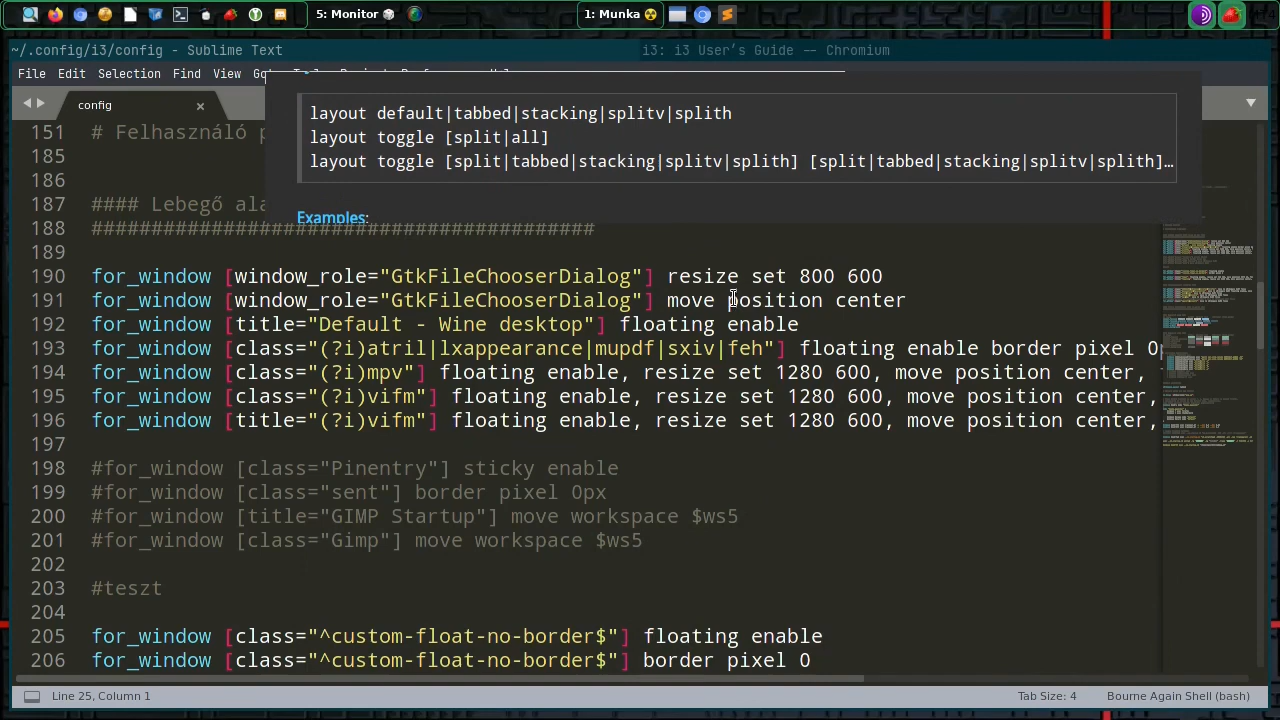 5: Monitor
1: Munka
~/.config/i3/config - Sublime Text
i3: i3 User's Guide -- Chromium
File Edit Selection Find View
config
layout default|tabbed|stacking|splitv|splith
layout toggle [split|all]
layout toggle [split|tabbed|stacking|splitv|splith] [split|tabbed|stacking|splitv|splith]…
Examples:
151 # Felhasználó
185
186
187 #### Lebegő
188 ##########################################
189
190 for_window [window_role="GtkFileChooserDialog"] resize set 800 600
191 for_window [window_role="GtkFileChooserDialog"] move position center
192 for_window [title="Default - Wine desktop"] floating enable
193 for_window [class="(?i)atril|lxapperance|mupdf|sxiv|feh"] floating enable border pixel
194 for_window [class="(?i)mpv"] floating enable, resize set 1280 600, move position center,
195 for_window [class="(?i)vifm"] floating enable, resize set 1280 600, move position center,
196 for_window [title="(?i)vifm"] floating enable, resize set 1280 600, move position center,
197
198 #for_window [class="Pinentry"] sticky enable
199 #for_window [class="sent"] border pixel 0px
200 #for_window [title="GIMP Startup"] move workspace $ws5
201 #for_window [class="Gimp"] move workspace $ws5
202
203 #teszt
204
205 for_window [class="^custom-float-no-border$"] floating enable
206 for_window [class="^custom-float-no-border$"] border pixel 0
Line 25, Column 1
Tab Size: 4
Bourne Again Shell (bash)